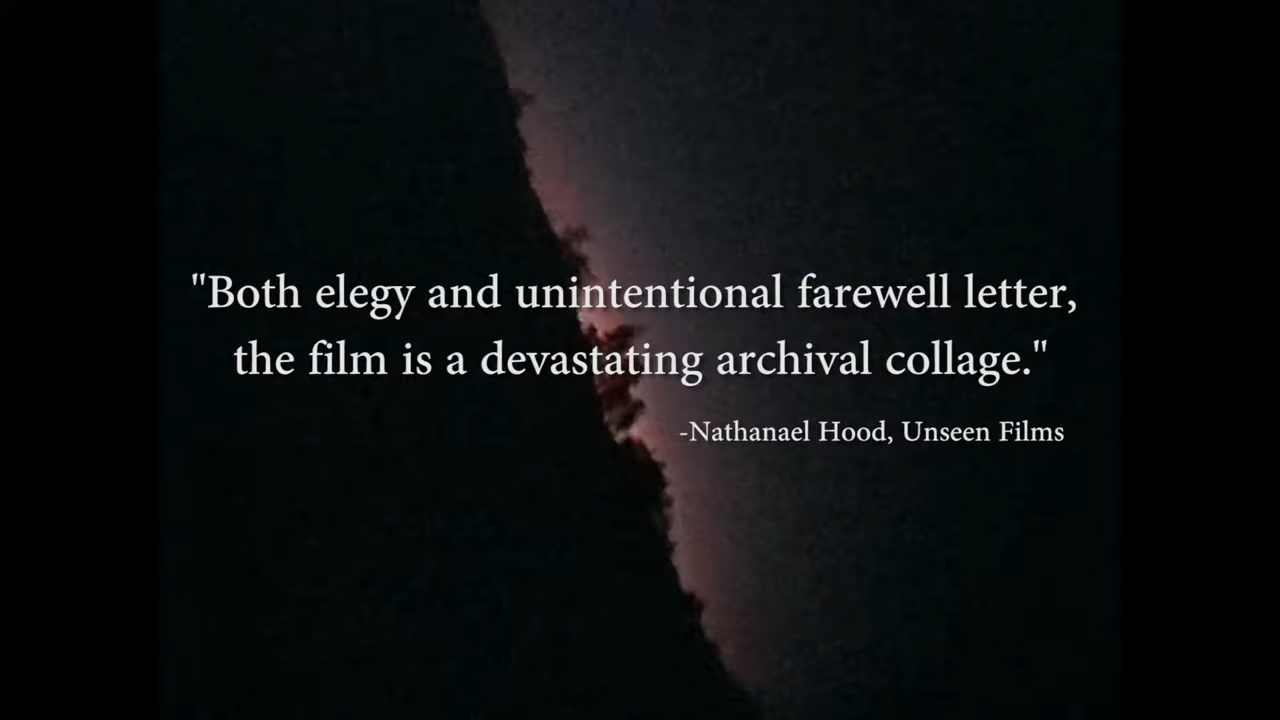 "Both elegy and unintentional farewell letter,
the film is a devastating archival collage."
-Nathanael Hood, Unseen Films